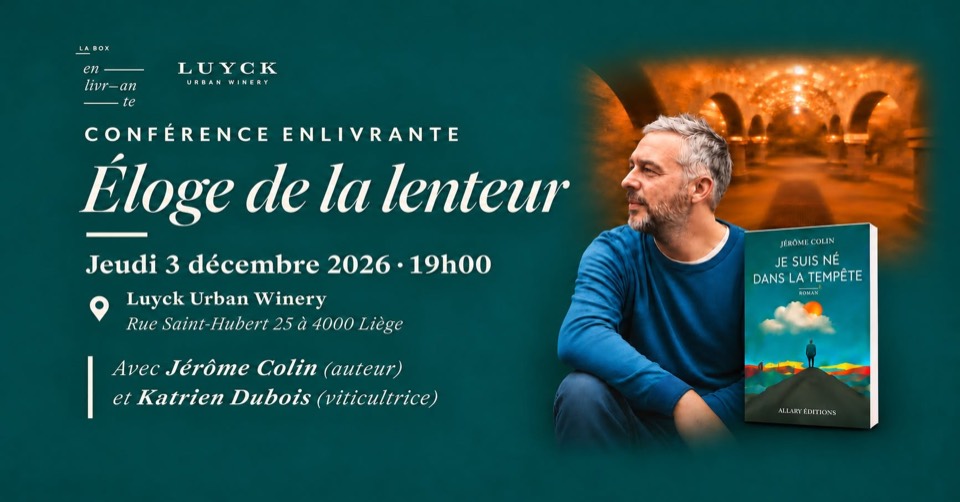 LA BOX
en
livr–an
te
LUYCK
URBAN WINERY
CONFÉRENCE ENLIVRANTE
Éloge de la lenteur
Jeudi 3 décembre 2026 · 19h00
Luyck Urban Winery
Rue Saint-Hubert 25 à 4000 Liège
Avec Jérôme Colin (auteur)
et Katrien Dubois (viticultrice)
JÉRÔME COLIN
JE SUIS NÉ
DANS LA TEMPÊTE
ROMAN
ALLARY ÉDITIONS